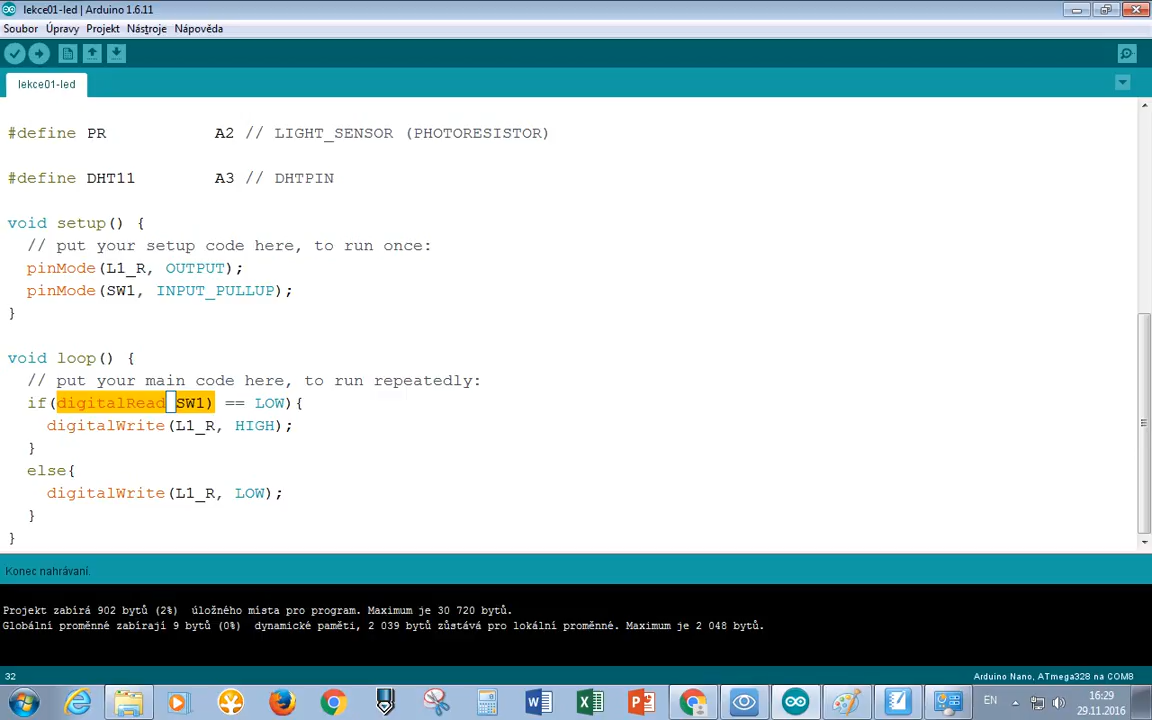 lekce01-led | Arduino 1.6.11
Soubor Úpravy Projekt Nástroje Nápověda
lekce01-led
#define PR A2 // LIGHT_SENSOR (PHOTORESISTOR)
#define DHT11 A3 // DHTPIN
void setup() {
// put your setup code here, to run once:
pinMode(L1_R, OUTPUT);
pinMode(SW1, INPUT_PULLUP);
}
void loop() {
// put your main code here, to run repeatedly:
if(digitalRead(SW1) == LOW){
digitalWrite(L1_R, HIGH);
}
else{
digitalWrite(L1_R, LOW);
}
}
Konec nahrávaní.
Projekt zabírá 902 bytů (2%) úložného místa pro program. Maximum je 30 720 bytů.
Globální proměnné zabírají 9 bytů (0%) dynamické paměti, 2 039 bytů zůstává pro lokální proměnné. Maximum je 2 048 bytů.
32
Arduino Nano, ATmega328 na COM8
EN
16:29
29.11.2016